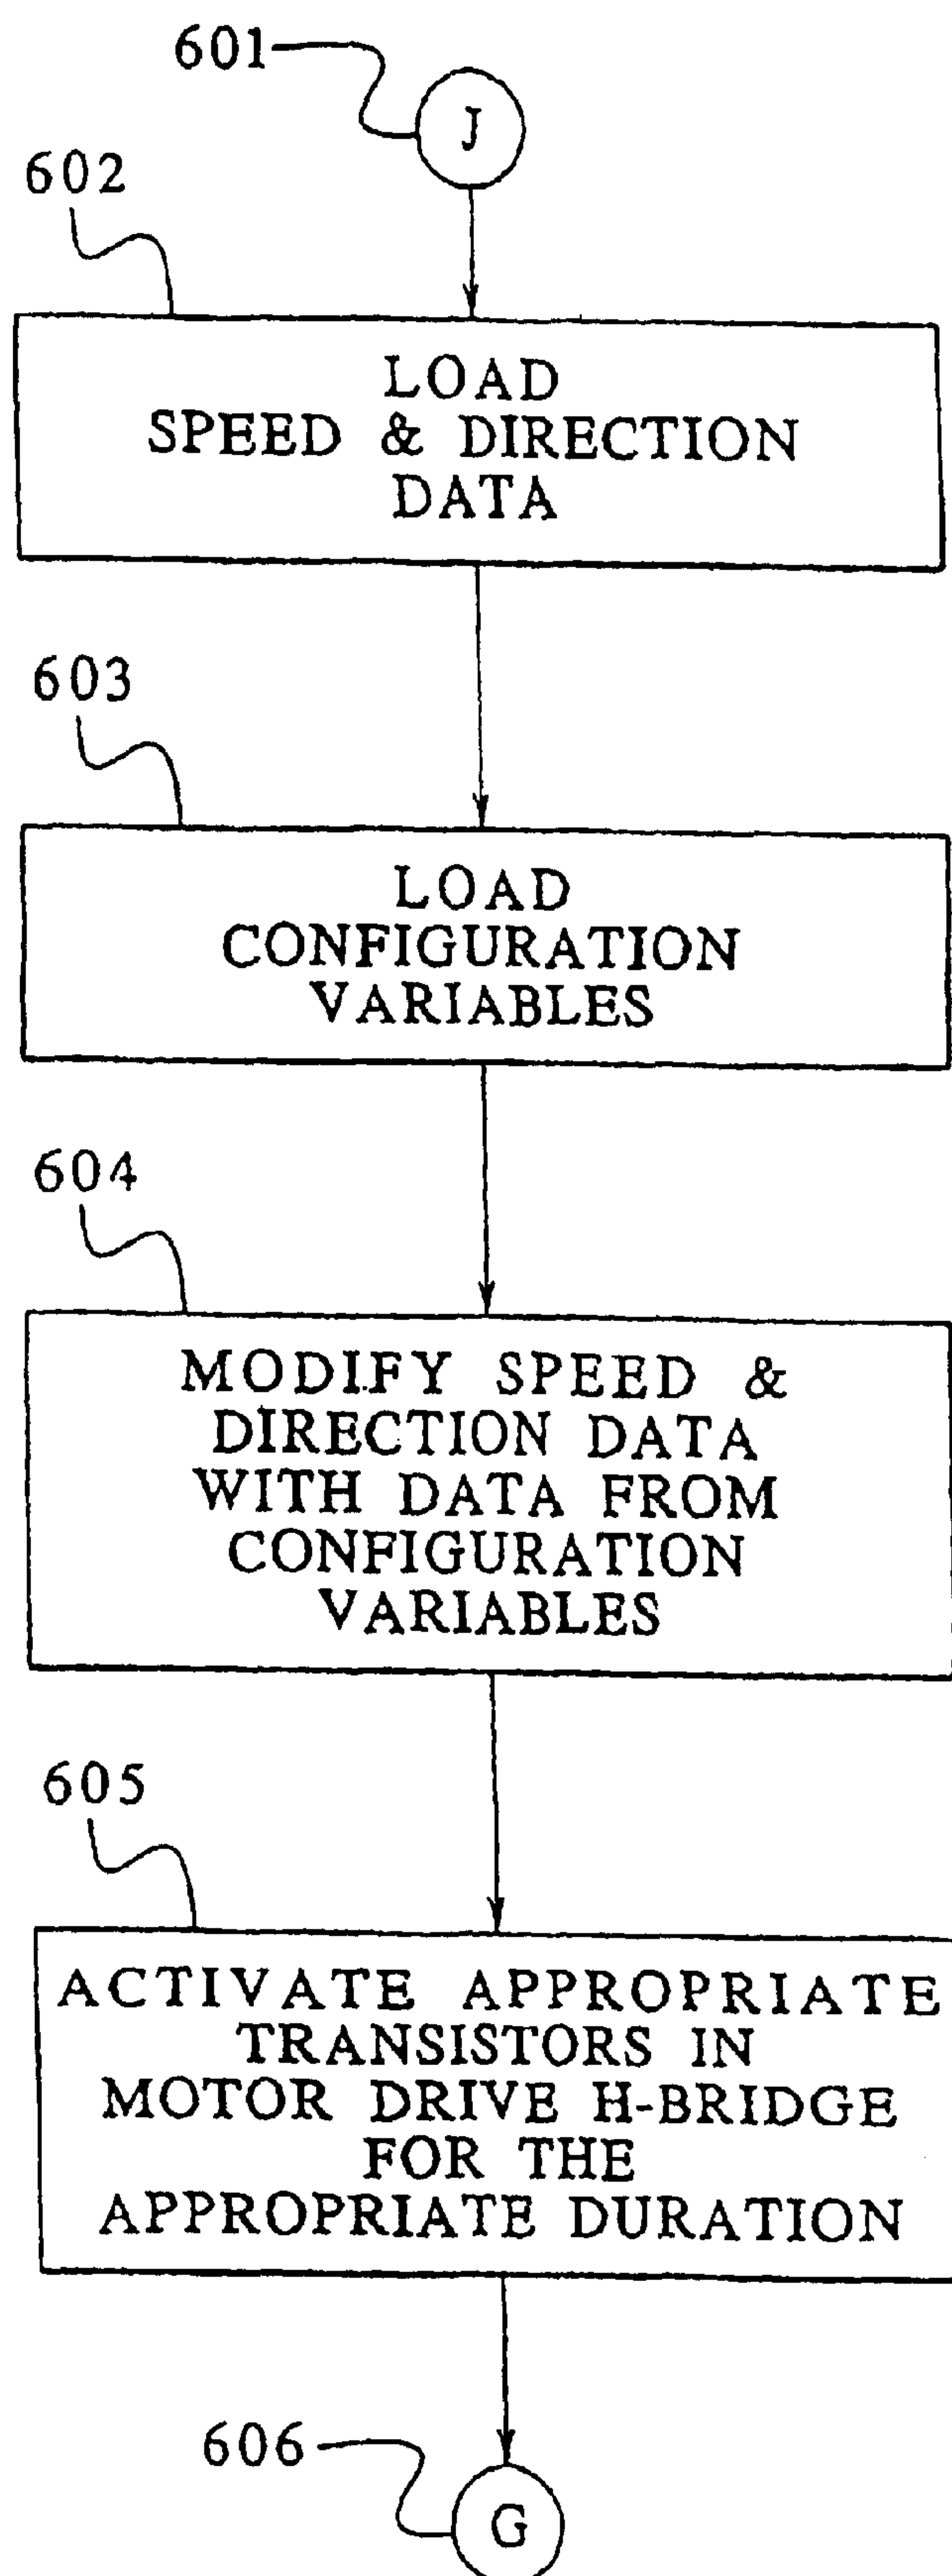 601
J
602
LOAD
SPEED & DIRECTION
DATA
603
LOAD
CONFIGURATION
VARIABLES
604
MODIFY SPEED &
DIRECTION DATA
WITH DATA FROM
CONFIGURATION
VARIABLES
605
ACTIVATE APPROPRIATE
TRANSISTORS IN
MOTOR DRIVE H-BRIDGE
FOR THE
APPROPRIATE DURATION
606
G